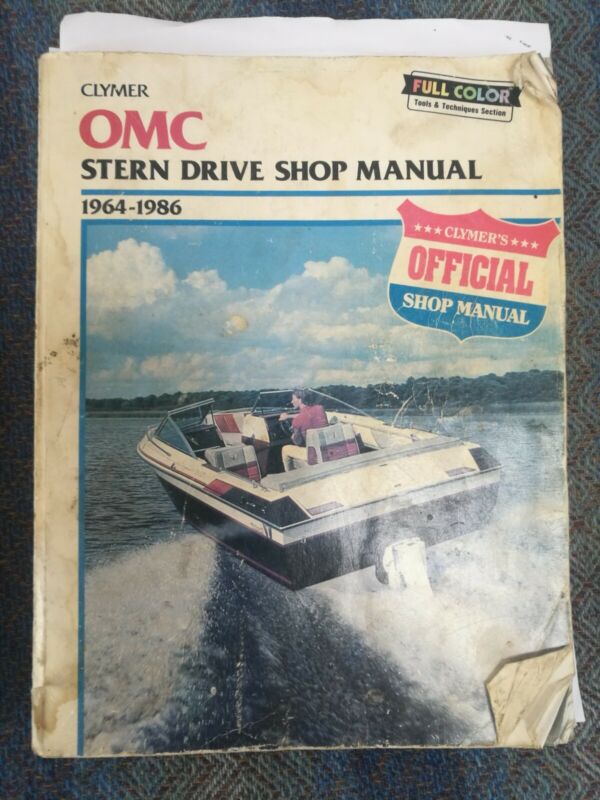 CLYMER
OMC
STERN DRIVE SHOP MANUAL
1964-1986
FULL COLOR
Tools & Techniques Section
★★★ CLYMER'S ★★★
OFFICIAL
SHOP MANUAL